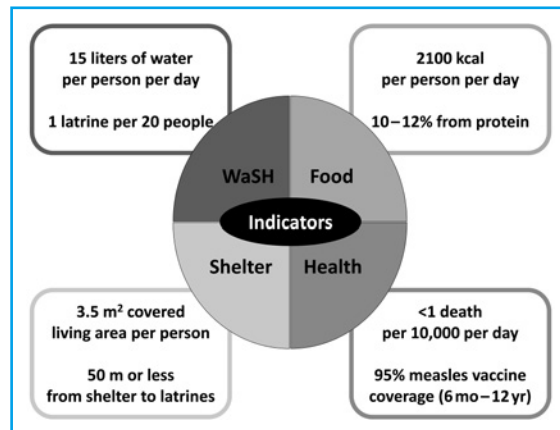 15 liters of water
per person per day
1 latrine per 20 people
2100 kcal
per person per day
10–12% from protein
WaSH
Food
Indicators
Shelter
Health
3.5 m² covered
living area per person
50 m or less
from shelter to latrines
<1 death
per 10,000 per day
95% measles vaccine
coverage (6 mo–12 yr)